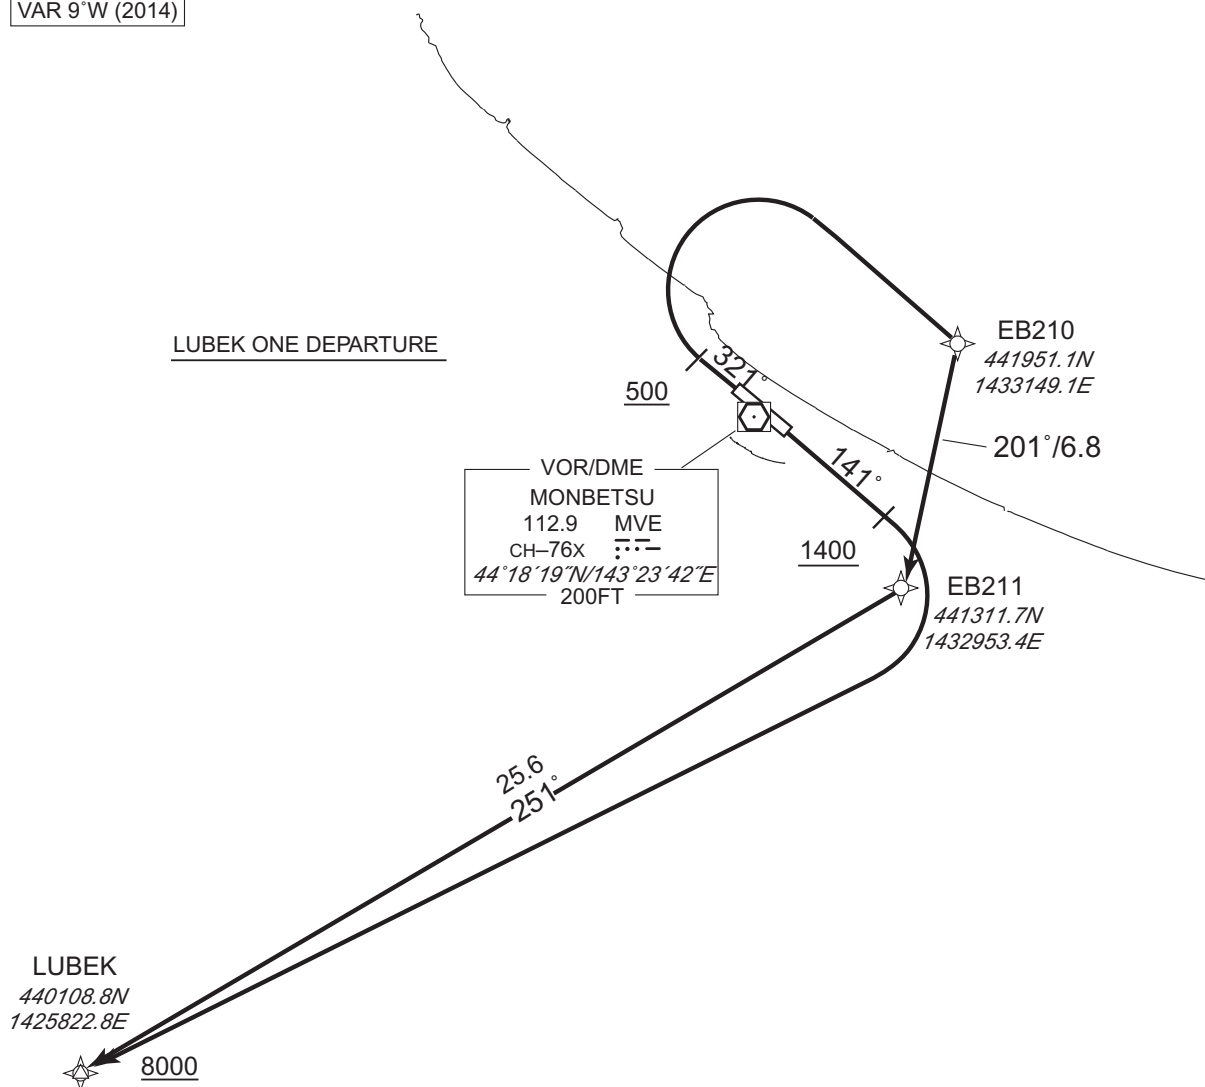 VAR 9°W (2014)
LUBEK ONE DEPARTURE
EB210
441951.1N
1433149.1E
321°
500
201°/6.8
141°
VOR/DME
MONBETSU
112.9 MVE
CH–76X
44°18´19˝N/143°23´42˝E
200FT
1400
EB211
441311.7N
1432953.4E
25.6
251°
LUBEK
440108.8N
1425822.8E
8000